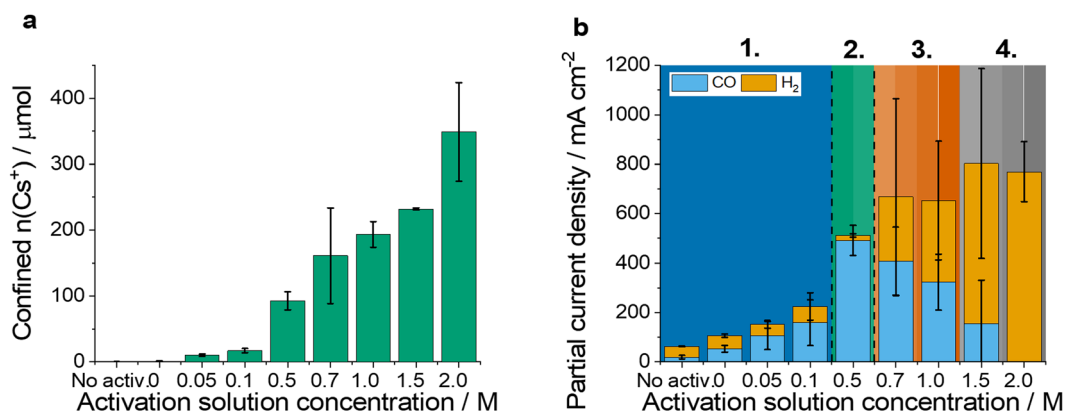 a
Confined n(Cs⁺) / μmol
400
300
200
100
0
No activ. 0 0.05 0.1 0.5 0.7 1.0 1.5 2.0
Activation solution concentration / M
b
1. 2. 3. 4.
CO H₂
Partial current density / mA cm⁻²
1200
1000
800
600
400
200
0
No activ. 0 0.05 0.1 0.5 0.7 1.0 1.5 2.0
Activation solution concentration / M